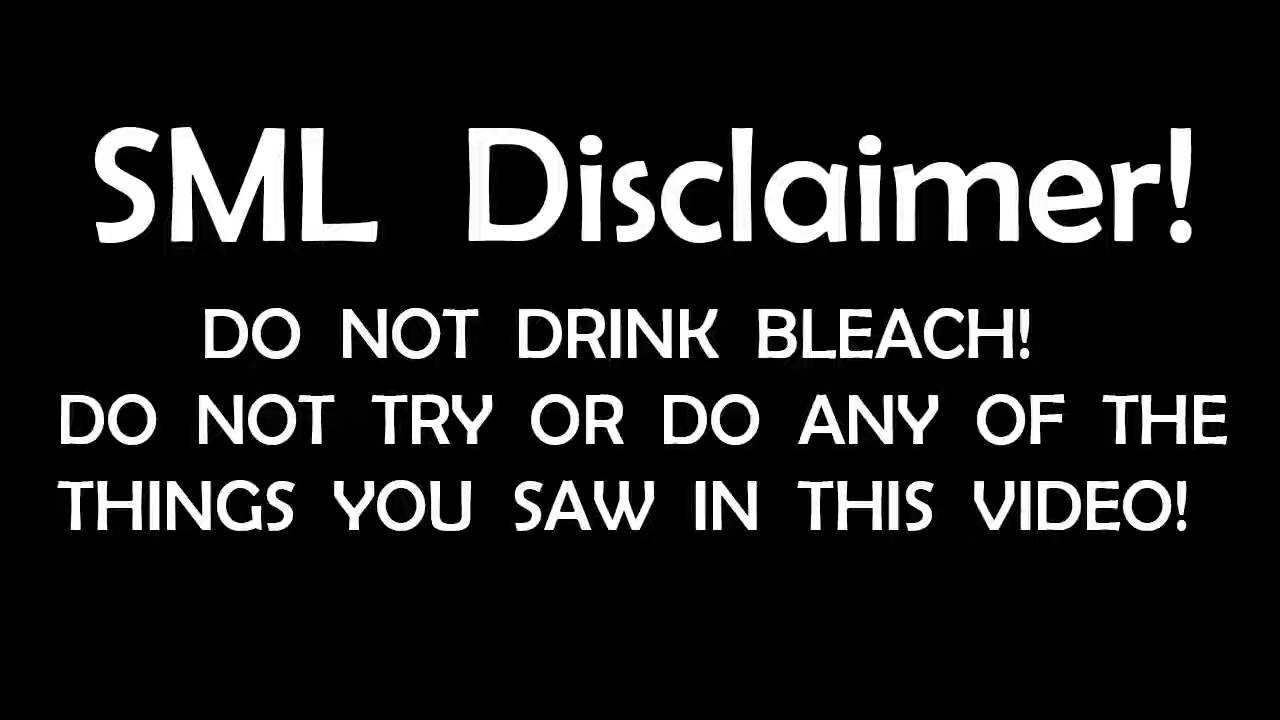 SML Disclaimer!
DO NOT DRINK BLEACH!
DO NOT TRY OR DO ANY OF THE
THINGS YOU SAW IN THIS VIDEO!